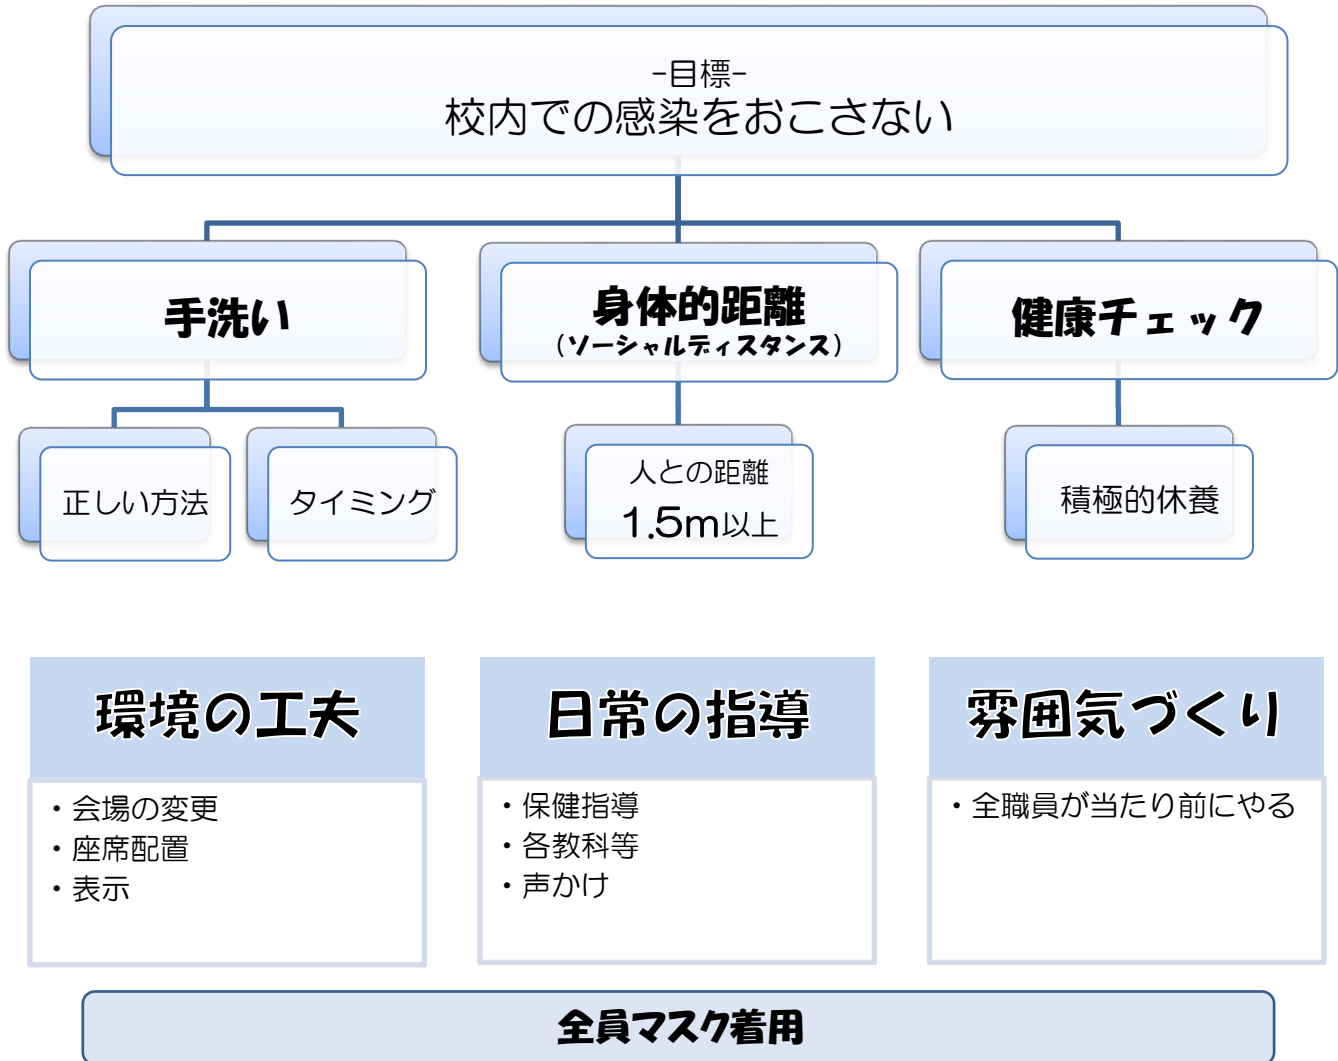 -目標-
校内での感染をおこさない
手洗い
身体的距離
（ソーシャルディスタンス）
健康チェック
正しい方法
タイミング
人との距離
1.5m以上
積極的休養
環境の工夫
・会場の変更
・座席配置
・表示
日常の指導
・保健指導
・各教科等
・声かけ
雰囲気づくり
・全職員が当たり前にやる
全員マスク着用